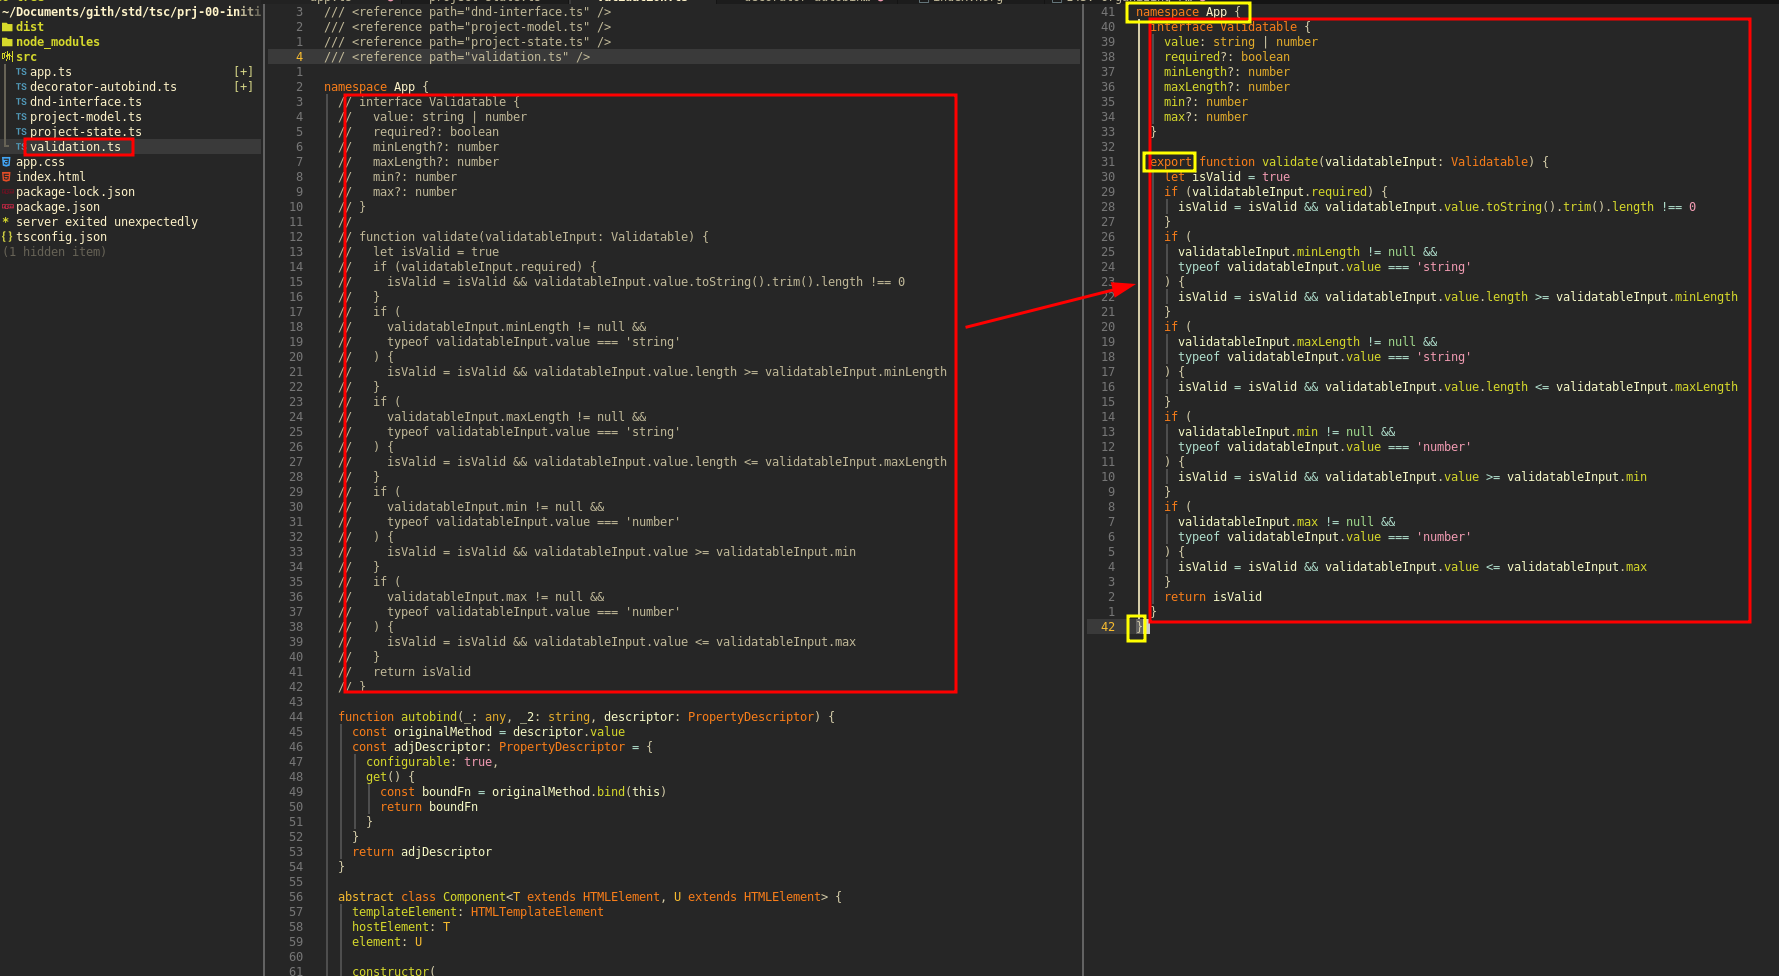 ~/Documents/gith/std/tsc/prj-00-initi
dist
node_modules
src
TS app.ts [+]
TS decorator-autobind.ts [+]
TS dnd-interface.ts
TS project-model.ts
TS project-state.ts
TS validation.ts
app.css
index.html
package-lock.json
package.json
* server exited unexpectedly
{} tsconfig.json
(1 hidden item)
3 /// <reference path="dnd-interface.ts" />
2 /// <reference path="project-model.ts" />
1 /// <reference path="project-state.ts" />
4 /// <reference path="validation.ts" />
1
2 namespace App {
3 // interface Validatable {
4 // value: string | number
5 // required?: boolean
6 // minLength?: number
7 // maxLength?: number
8 // min?: number
9 // max?: number
10 // }
11 //
12 // function validate(validatableInput: Validatable) {
13 // let isValid = true
14 // if (validatableInput.required) {
15 // isValid = isValid && validatableInput.value.toString().trim().length !== 0
16 // }
17 // if (
18 // validatableInput.minLength != null &&
19 // typeof validatableInput.value === 'string'
20 // ) {
21 // isValid = isValid && validatableInput.value.length >= validatableInput.minLength
22 // }
23 // if (
24 // validatableInput.maxLength != null &&
25 // typeof validatableInput.value === 'string'
26 // ) {
27 // isValid = isValid && validatableInput.value.length <= validatableInput.maxLength
28 // }
29 // if (
30 // validatableInput.min != null &&
31 // typeof validatableInput.value === 'number'
32 // ) {
33 // isValid = isValid && validatableInput.value >= validatableInput.min
34 // }
35 // if (
36 // validatableInput.max != null &&
37 // typeof validatableInput.value === 'number'
38 // ) {
39 // isValid = isValid && validatableInput.value <= validatableInput.max
40 // }
41 // return isValid
42 // }
43
44 function autobind(_: any, _2: string, descriptor: PropertyDescriptor) {
45 const originalMethod = descriptor.value
46 const adjDescriptor: PropertyDescriptor = {
47 configurable: true,
48 get() {
49 const boundFn = originalMethod.bind(this)
50 return boundFn
51 }
52 }
53 return adjDescriptor
54 }
55
56 abstract class Component<T extends HTMLElement, U extends HTMLElement> {
57 templateElement: HTMLTemplateElement
58 hostElement: T
59 element: U
60
61 constructor(
41 namespace App {
40 interface Validatable {
39 value: string | number
38 required?: boolean
37 minLength?: number
36 maxLength?: number
35 min?: number
34 max?: number
33 }
32
31 export function validate(validatableInput: Validatable) {
30 let isValid = true
29 if (validatableInput.required) {
28 isValid = isValid && validatableInput.value.toString().trim().length !== 0
27 }
26 if (
25 validatableInput.minLength != null &&
24 typeof validatableInput.value === 'string'
23 ) {
22 isValid = isValid && validatableInput.value.length >= validatableInput.minLength
21 }
20 if (
19 validatableInput.maxLength != null &&
18 typeof validatableInput.value === 'string'
17 ) {
16 isValid = isValid && validatableInput.value.length <= validatableInput.maxLength
15 }
14 if (
13 validatableInput.min != null &&
12 typeof validatableInput.value === 'number'
11 ) {
10 isValid = isValid && validatableInput.value >= validatableInput.min
9 }
8 if (
7 validatableInput.max != null &&
6 typeof validatableInput.value === 'number'
5 ) {
4 isValid = isValid && validatableInput.value <= validatableInput.max
3 }
2 return isValid
1 }
42 }